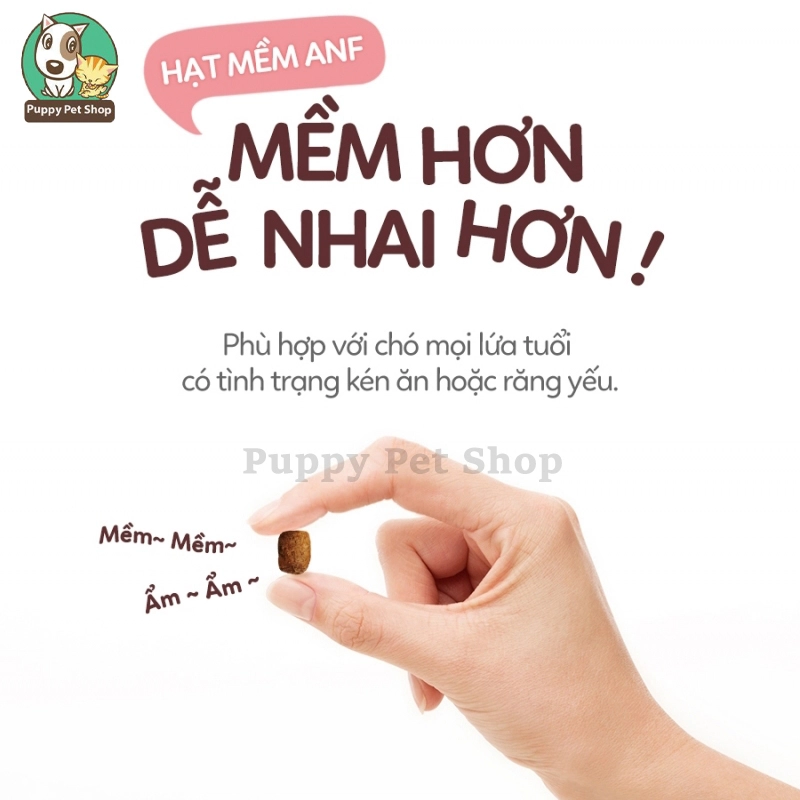 Puppy Pet Shop
HẠT MỀM ANF
MỀM HƠN
DỄ NHAI HƠN!
Phù hợp với chó mọi lứa tuổi
có tình trạng kén ăn hoặc răng yếu.
Puppy Pet Shop
Mềm~ Mềm~
Ẩm ~ Ẩm ~